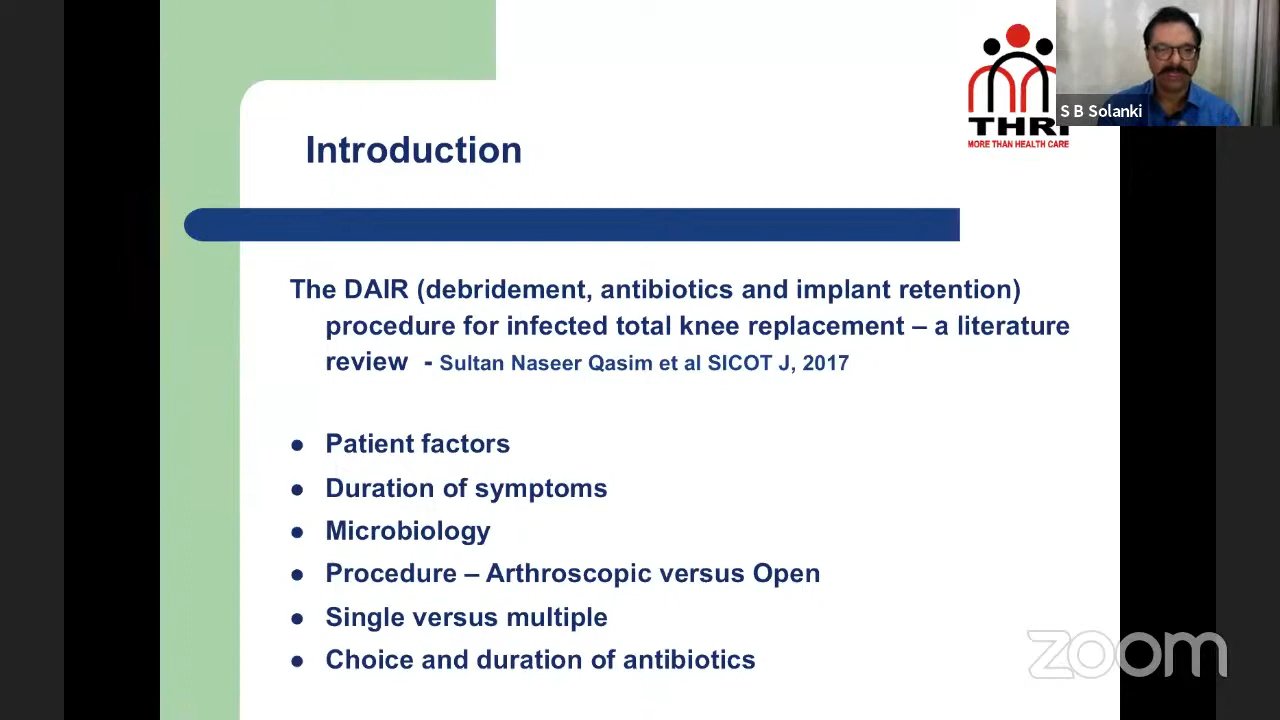 THRI
MORE THAN HEALTH CARE
S B Solanki
Introduction
The DAIR (debridement, antibiotics and implant retention)
procedure for infected total knee replacement – a literature
review - Sultan Naseer Qasim et al SICOT J, 2017
● Patient factors
● Duration of symptoms
● Microbiology
● Procedure – Arthroscopic versus Open
● Single versus multiple
● Choice and duration of antibiotics
zoom